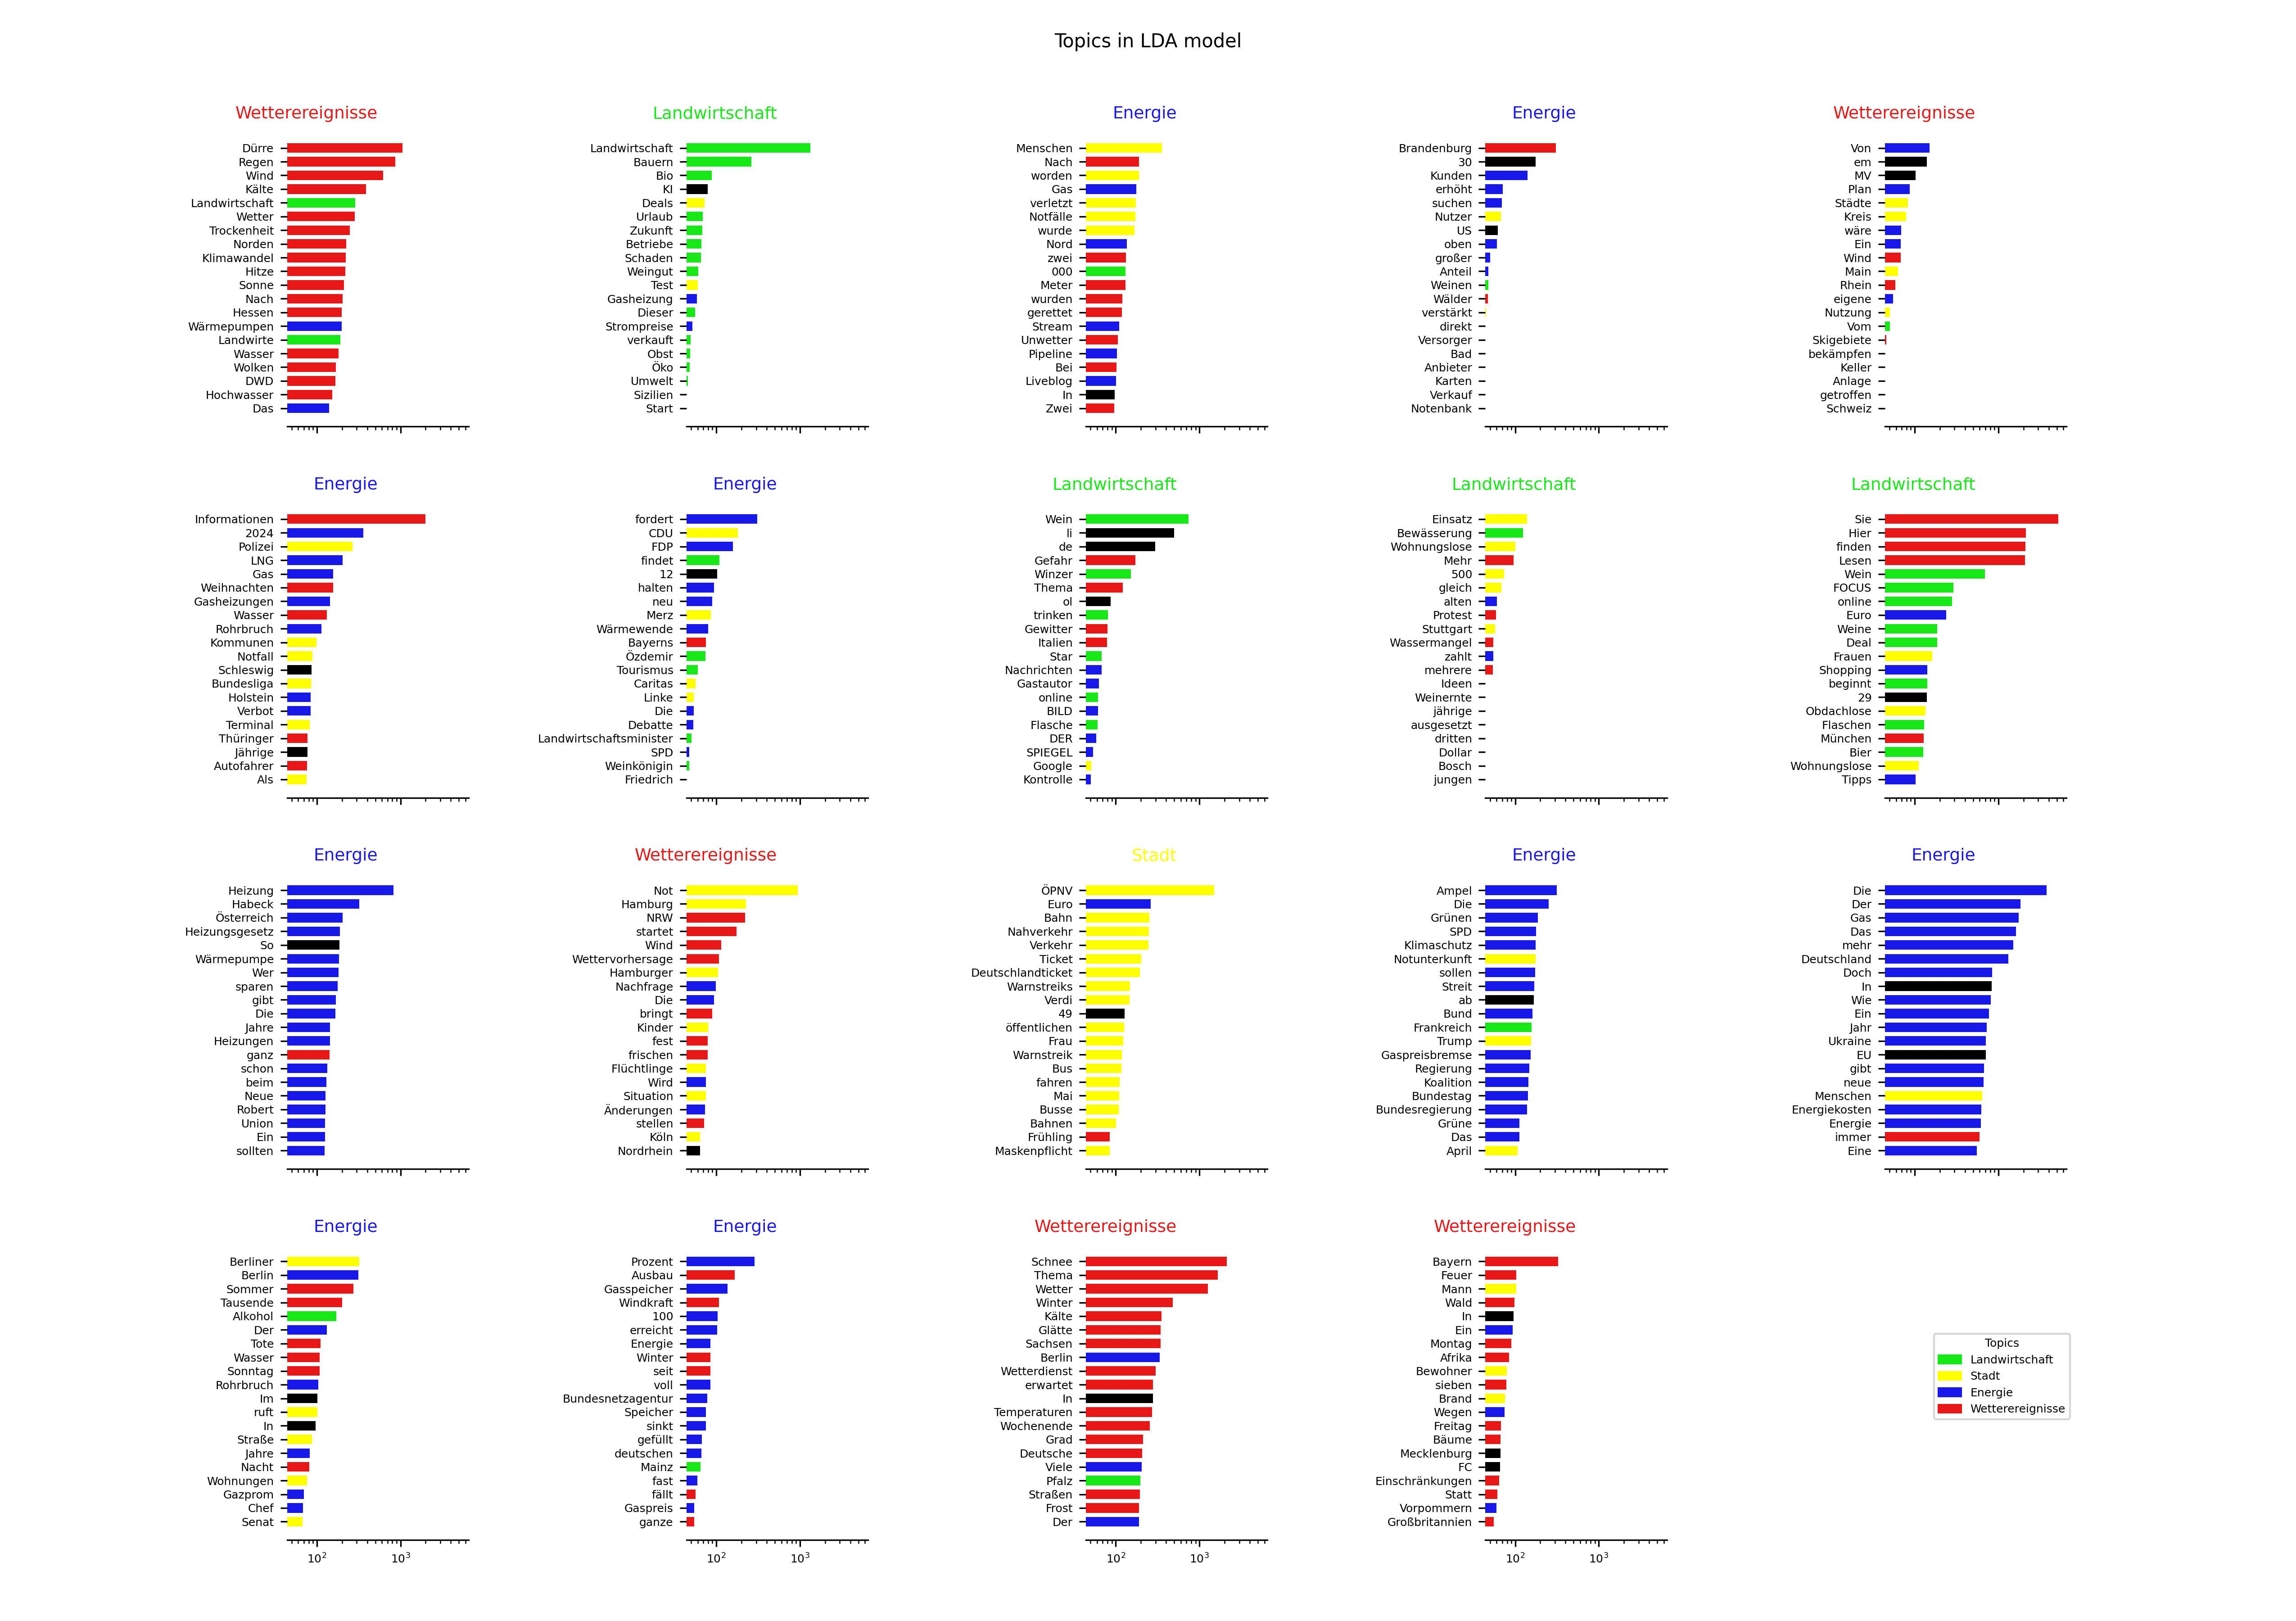 Topics in LDA model
Wetterereignisse
Dürre
Regen
Wind
Kälte
Landwirtschaft
Wetter
Trockenheit
Norden
Klimawandel
Hitze
Sonne
Nach
Hessen
Wärmepumpen
Landwirte
Wasser
Wolken
DWD
Hochwasser
Das
Landwirtschaft
Landwirtschaft
Bauern
Bio
KI
Deals
Urlaub
Zukunft
Betriebe
Schaden
Weingut
Test
Gasheizung
Dieser
Strompreise
verkauft
Obst
Öko
Umwelt
Sizilien
Start
Energie
Menschen
Nach
worden
Gas
verletzt
Notfälle
wurde
Nord
zwei
000
Meter
wurden
gerettet
Stream
Unwetter
Pipeline
Bei
Liveblog
In
Zwei
Energie
Brandenburg
30
Kunden
erhöht
suchen
Nutzer
US
oben
großer
Anteil
Weinen
Wälder
verstärkt
direkt
Versorger
Bad
Anbieter
Karten
Verkauf
Notenbank
Wetterereignisse
Von
em
MV
Plan
Städte
Kreis
wäre
Ein
Wind
Main
Rhein
eigene
Nutzung
Vom
Skigebiete
bekämpfen
Keller
Anlage
getroffen
Schweiz
Energie
Informationen
2024
Polizei
LNG
Gas
Weihnachten
Gasheizungen
Wasser
Rohrbruch
Kommunen
Notfall
Schleswig
Bundesliga
Holstein
Verbot
Terminal
Thüringer
Jährige
Autofahrer
Als
Energie
fordert
CDU
FDP
findet
12
halten
neu
Merz
Wärmewende
Bayerns
Özdemir
Tourismus
Caritas
Linke
Die
Debatte
Landwirtschaftsminister
SPD
Weinkönigin
Friedrich
Landwirtschaft
Wein
li
de
Gefahr
Winzer
Thema
ol
trinken
Gewitter
Italien
Star
Nachrichten
Gastautor
online
BILD
Flasche
DER
SPIEGEL
Google
Kontrolle
Landwirtschaft
Einsatz
Bewässerung
Wohnungslose
Mehr
500
gleich
alten
Protest
Stuttgart
Wassermangel
zahlt
mehrere
Ideen
Weinernte
jährige
ausgesetzt
dritten
Dollar
Bosch
jungen
Landwirtschaft
Sie
Hier
finden
Lesen
Wein
FOCUS
online
Euro
Weine
Deal
Frauen
Shopping
beginnt
29
Obdachlose
Flaschen
München
Bier
Wohnungslose
Tipps
Energie
Heizung
Habeck
Österreich
Heizungsgesetz
So
Wärmepumpe
Wer
sparen
gibt
Die
Jahre
Heizungen
ganz
schon
beim
Neue
Robert
Union
Ein
sollten
Wetterereignisse
Not
Hamburg
NRW
startet
Wind
Wettervorhersage
Hamburger
Nachfrage
Die
bringt
Kinder
fest
frischen
Flüchtlinge
Wird
Situation
Änderungen
stellen
Köln
Nordrhein
Stadt
ÖPNV
Euro
Bahn
Nahverkehr
Verkehr
Ticket
Deutschlandticket
Warnstreiks
Verdi
49
öffentlichen
Frau
Warnstreik
Bus
fahren
Mai
Busse
Bahnen
Frühling
Maskenpflicht
Energie
Ampel
Die
Grünen
SPD
Klimaschutz
Notunterkunft
sollen
Streit
ab
Bund
Frankreich
Trump
Gaspreisbremse
Regierung
Koalition
Bundestag
Bundesregierung
Grüne
Das
April
Energie
Die
Der
Gas
Das
mehr
Deutschland
Doch
In
Wie
Ein
Jahr
Ukraine
EU
gibt
neue
Menschen
Energiekosten
Energie
immer
Eine
Energie
Berliner
Berlin
Sommer
Tausende
Alkohol
Der
Tote
Wasser
Sonntag
Rohrbruch
Im
ruft
In
Straße
Jahre
Nacht
Wohnungen
Gazprom
Chef
Senat
10² 10³
Energie
Prozent
Ausbau
Gasspeicher
Windkraft
100
erreicht
Energie
Winter
seit
voll
Bundesnetzagentur
Speicher
sinkt
gefüllt
deutschen
Mainz
fast
fällt
Gaspreis
ganze
10² 10³
Wetterereignisse
Schnee
Thema
Wetter
Winter
Kälte
Glätte
Sachsen
Berlin
Wetterdienst
erwartet
In
Temperaturen
Wochenende
Grad
Deutsche
Viele
Pfalz
Straßen
Frost
Der
10² 10³
Wetterereignisse
Bayern
Feuer
Mann
Wald
In
Ein
Montag
Afrika
Bewohner
sieben
Brand
Wegen
Freitag
Bäume
Mecklenburg
FC
Einschränkungen
Statt
Vorpommern
Großbritannien
10² 10³
Topics
Landwirtschaft
Stadt
Energie
Wetterereignisse